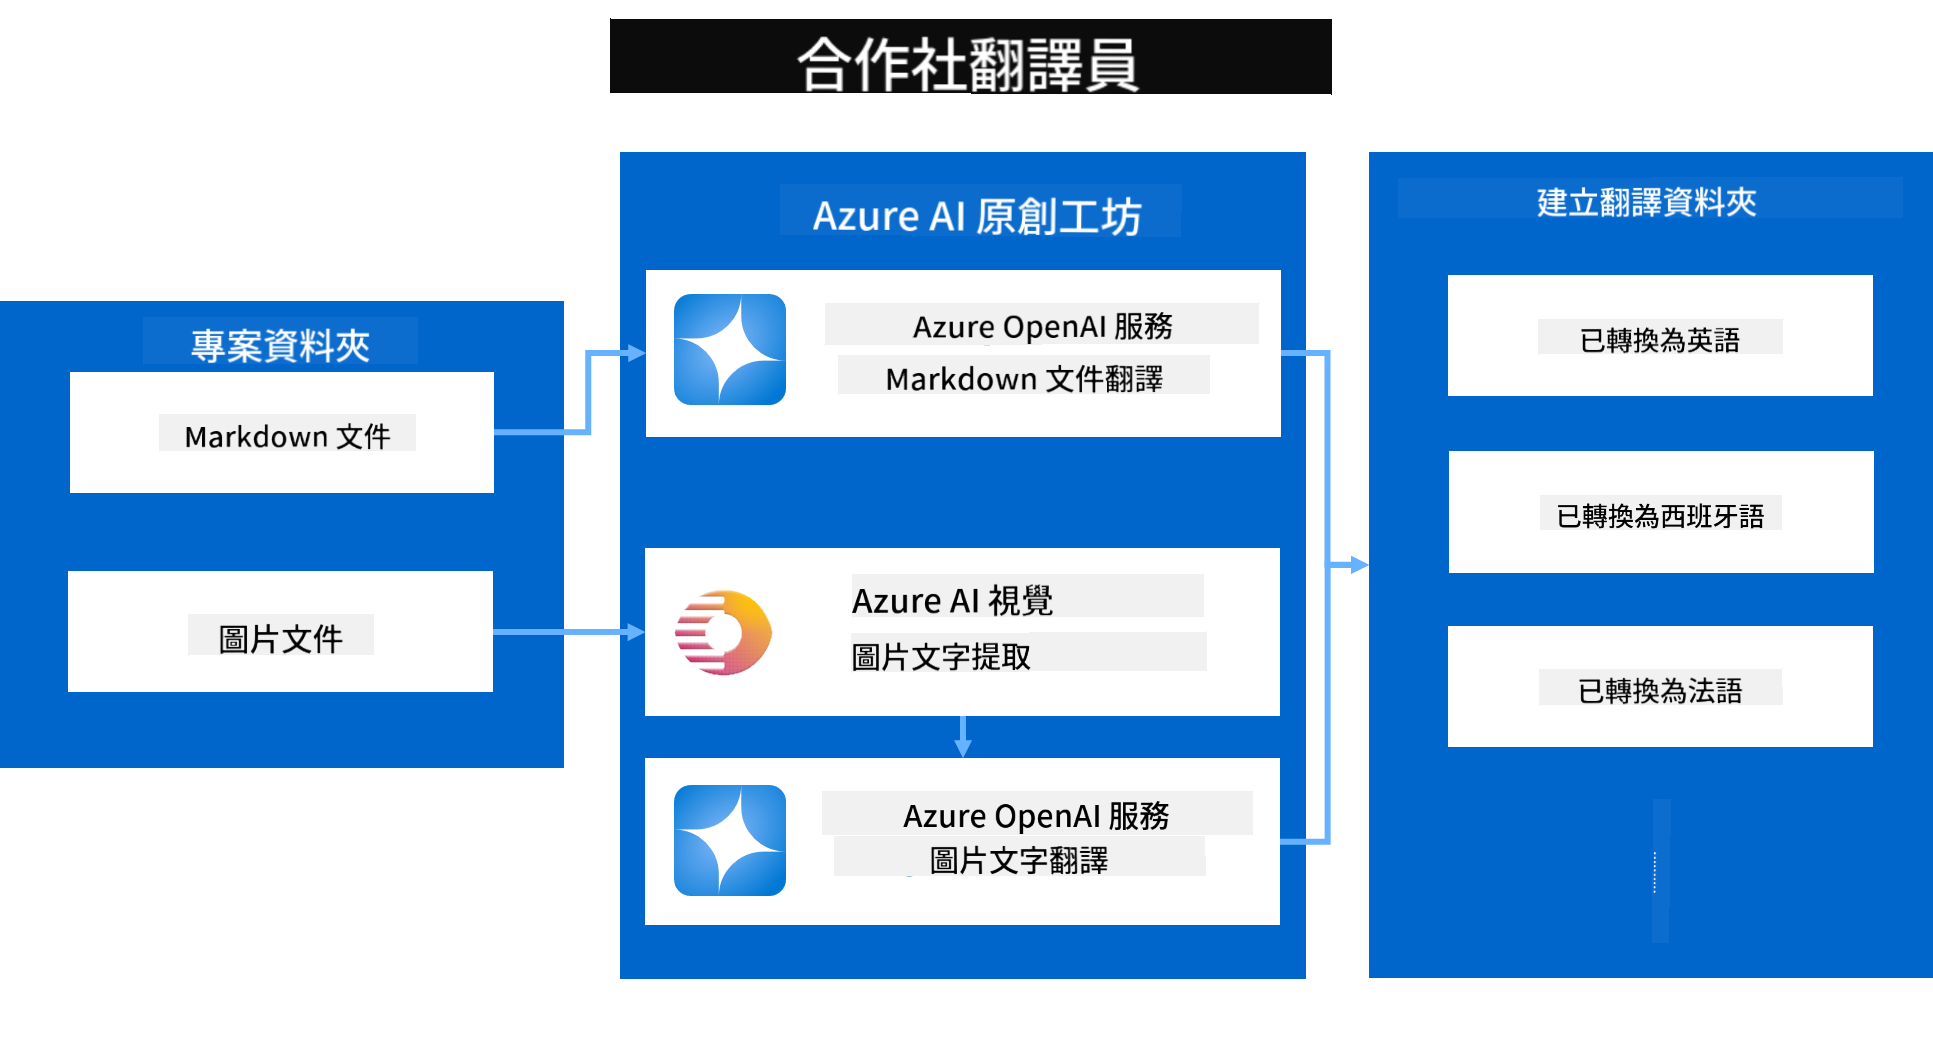 合作社翻譯員
專案資料夾
Markdown 文件
圖片文件
Azure AI 原創工坊
Azure OpenAI 服務
Markdown 文件翻譯
Azure AI 視覺
圖片文字提取
Azure OpenAI 服務
圖片文字翻譯
建立翻譯資料夾
已轉換為英語
已轉換為西班牙語
已轉換為法語